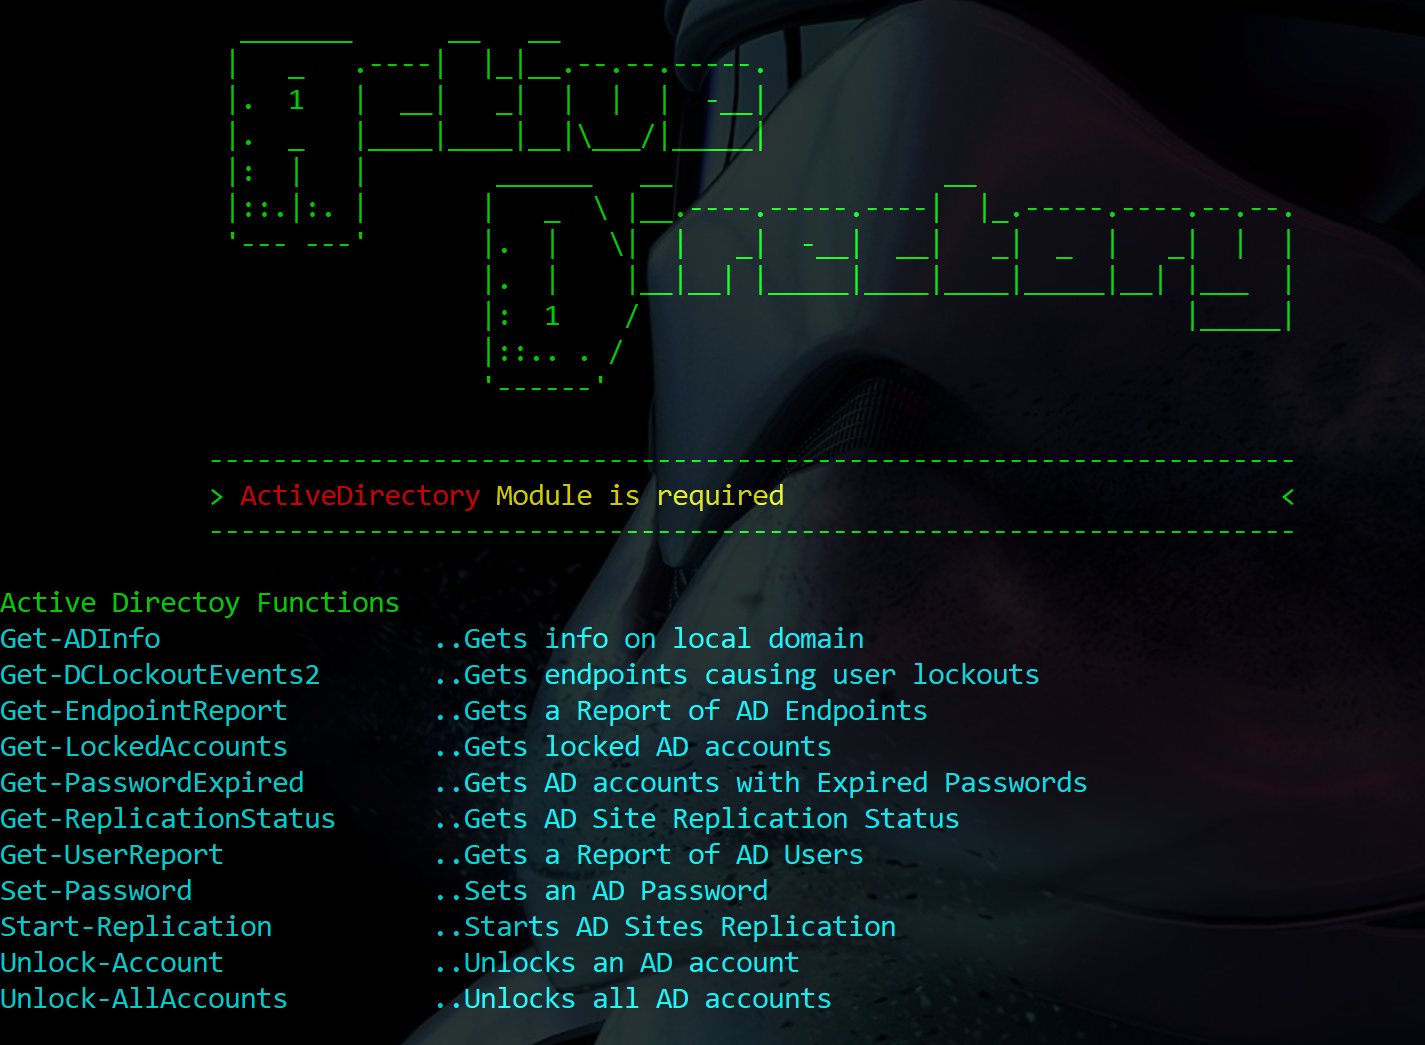 Active
Directory
> ActiveDirectory Module is required <
Active Directoy Functions
Get-ADInfo ..Gets info on local domain
Get-DCLockoutEvents2 ..Gets endpoints causing user lockouts
Get-EndpointReport ..Gets a Report of AD Endpoints
Get-LockedAccounts ..Gets locked AD accounts
Get-PasswordExpired ..Gets AD accounts with Expired Passwords
Get-ReplicationStatus ..Gets AD Site Replication Status
Get-UserReport ..Gets a Report of AD Users
Set-Password ..Sets an AD Password
Start-Replication ..Starts AD Sites Replication
Unlock-Account ..Unlocks an AD account
Unlock-AllAccounts ..Unlocks all AD accounts